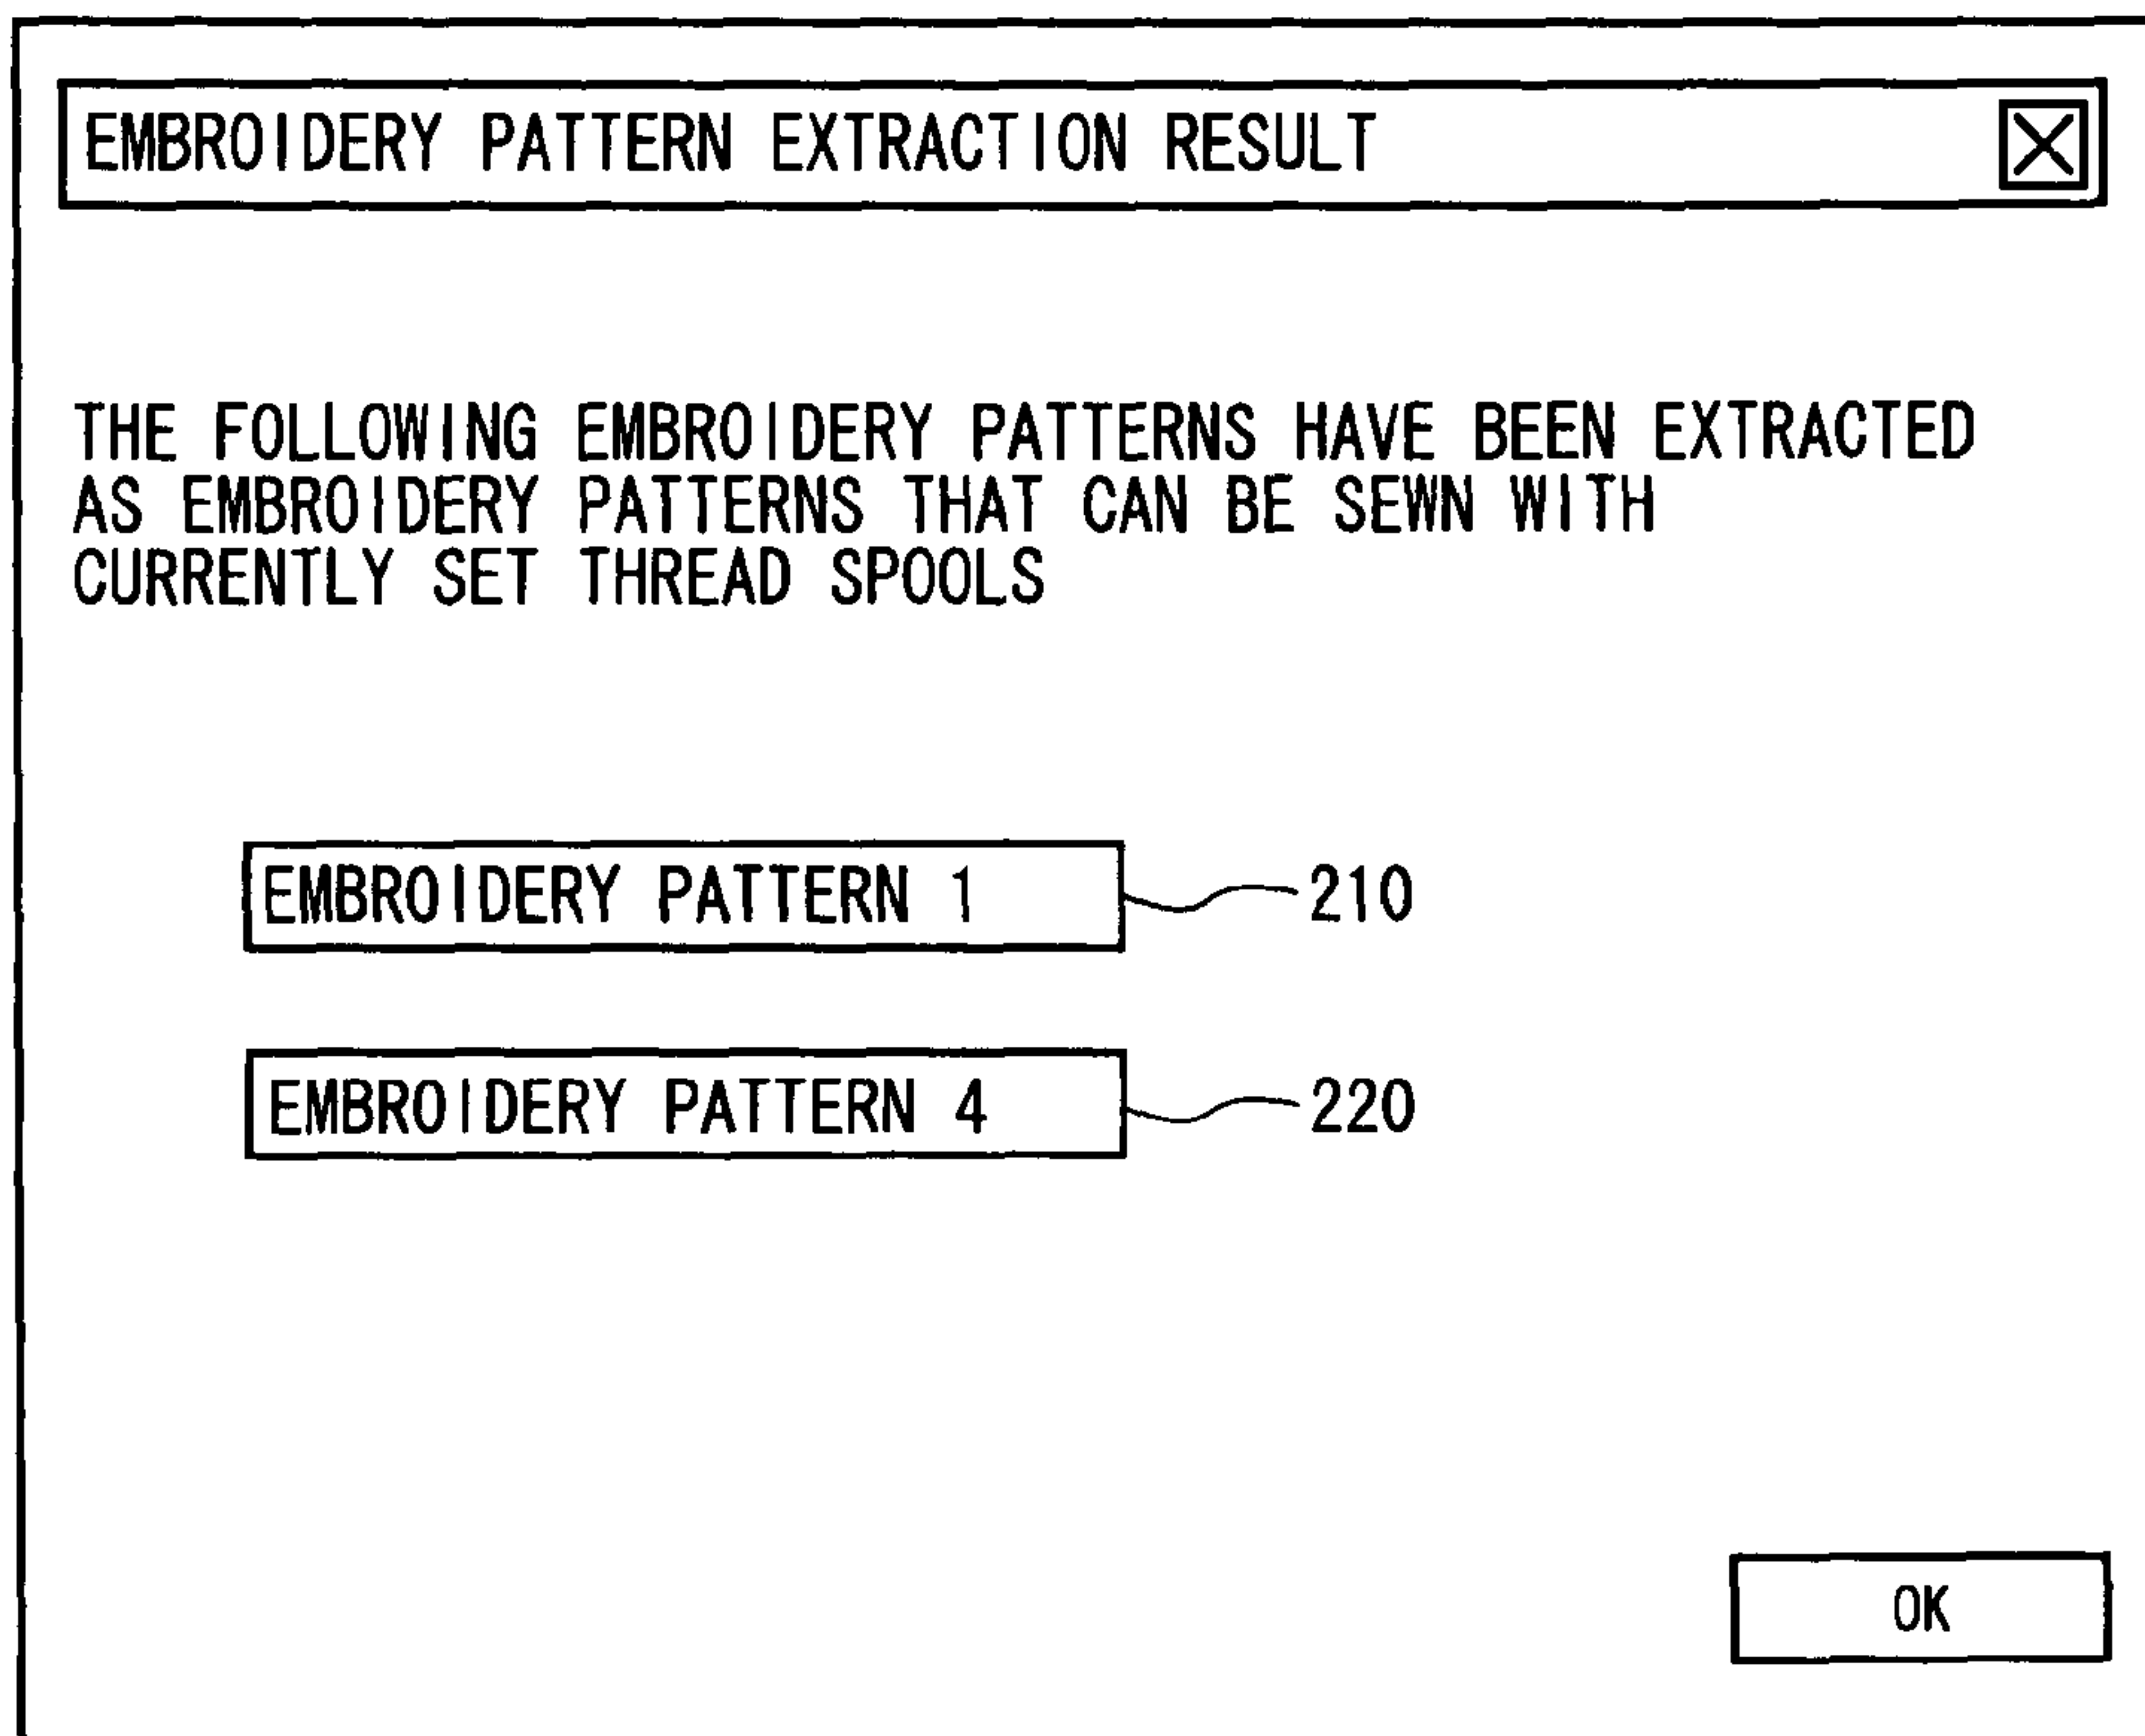 EMBROIDERY PATTERN EXTRACTION RESULT
THE FOLLOWING EMBROIDERY PATTERNS HAVE BEEN EXTRACTED
AS EMBROIDERY PATTERNS THAT CAN BE SEWN WITH
CURRENTLY SET THREAD SPOOLS
EMBROIDERY PATTERN 1 210
EMBROIDERY PATTERN 4 220
OK